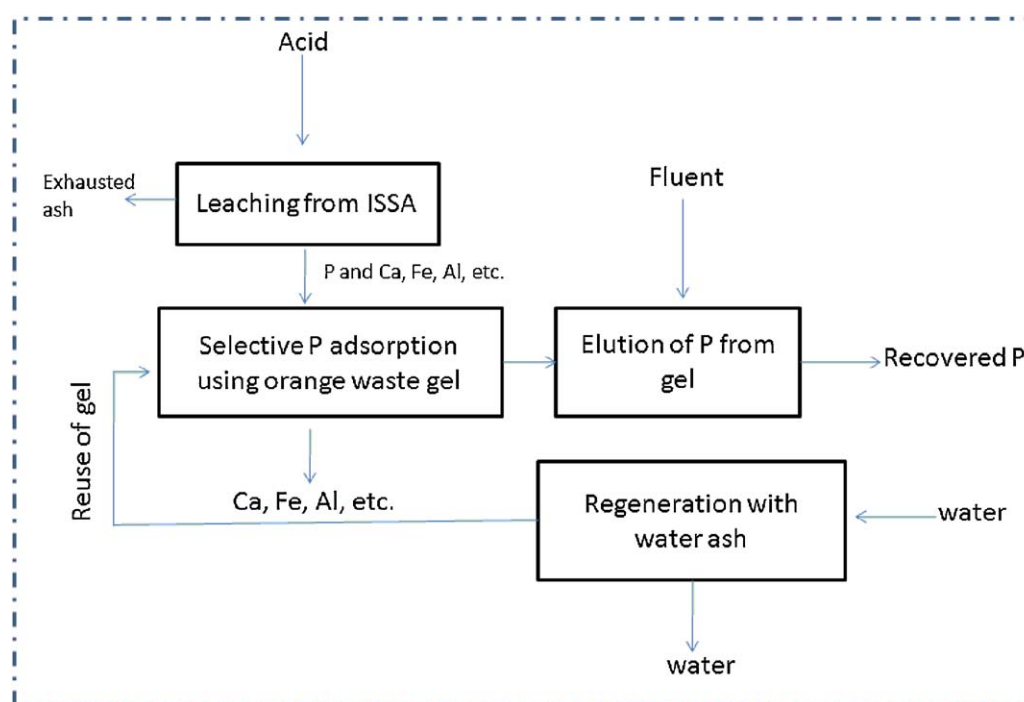 Acid
Exhausted
ash
Leaching from ISSA
Fluent
P and Ca, Fe, Al, etc.
Selective P adsorption
using orange waste gel
Elution of P from
gel
Recovered P
Reuse of gel
Ca, Fe, Al, etc.
Regeneration with
water ash
water
water